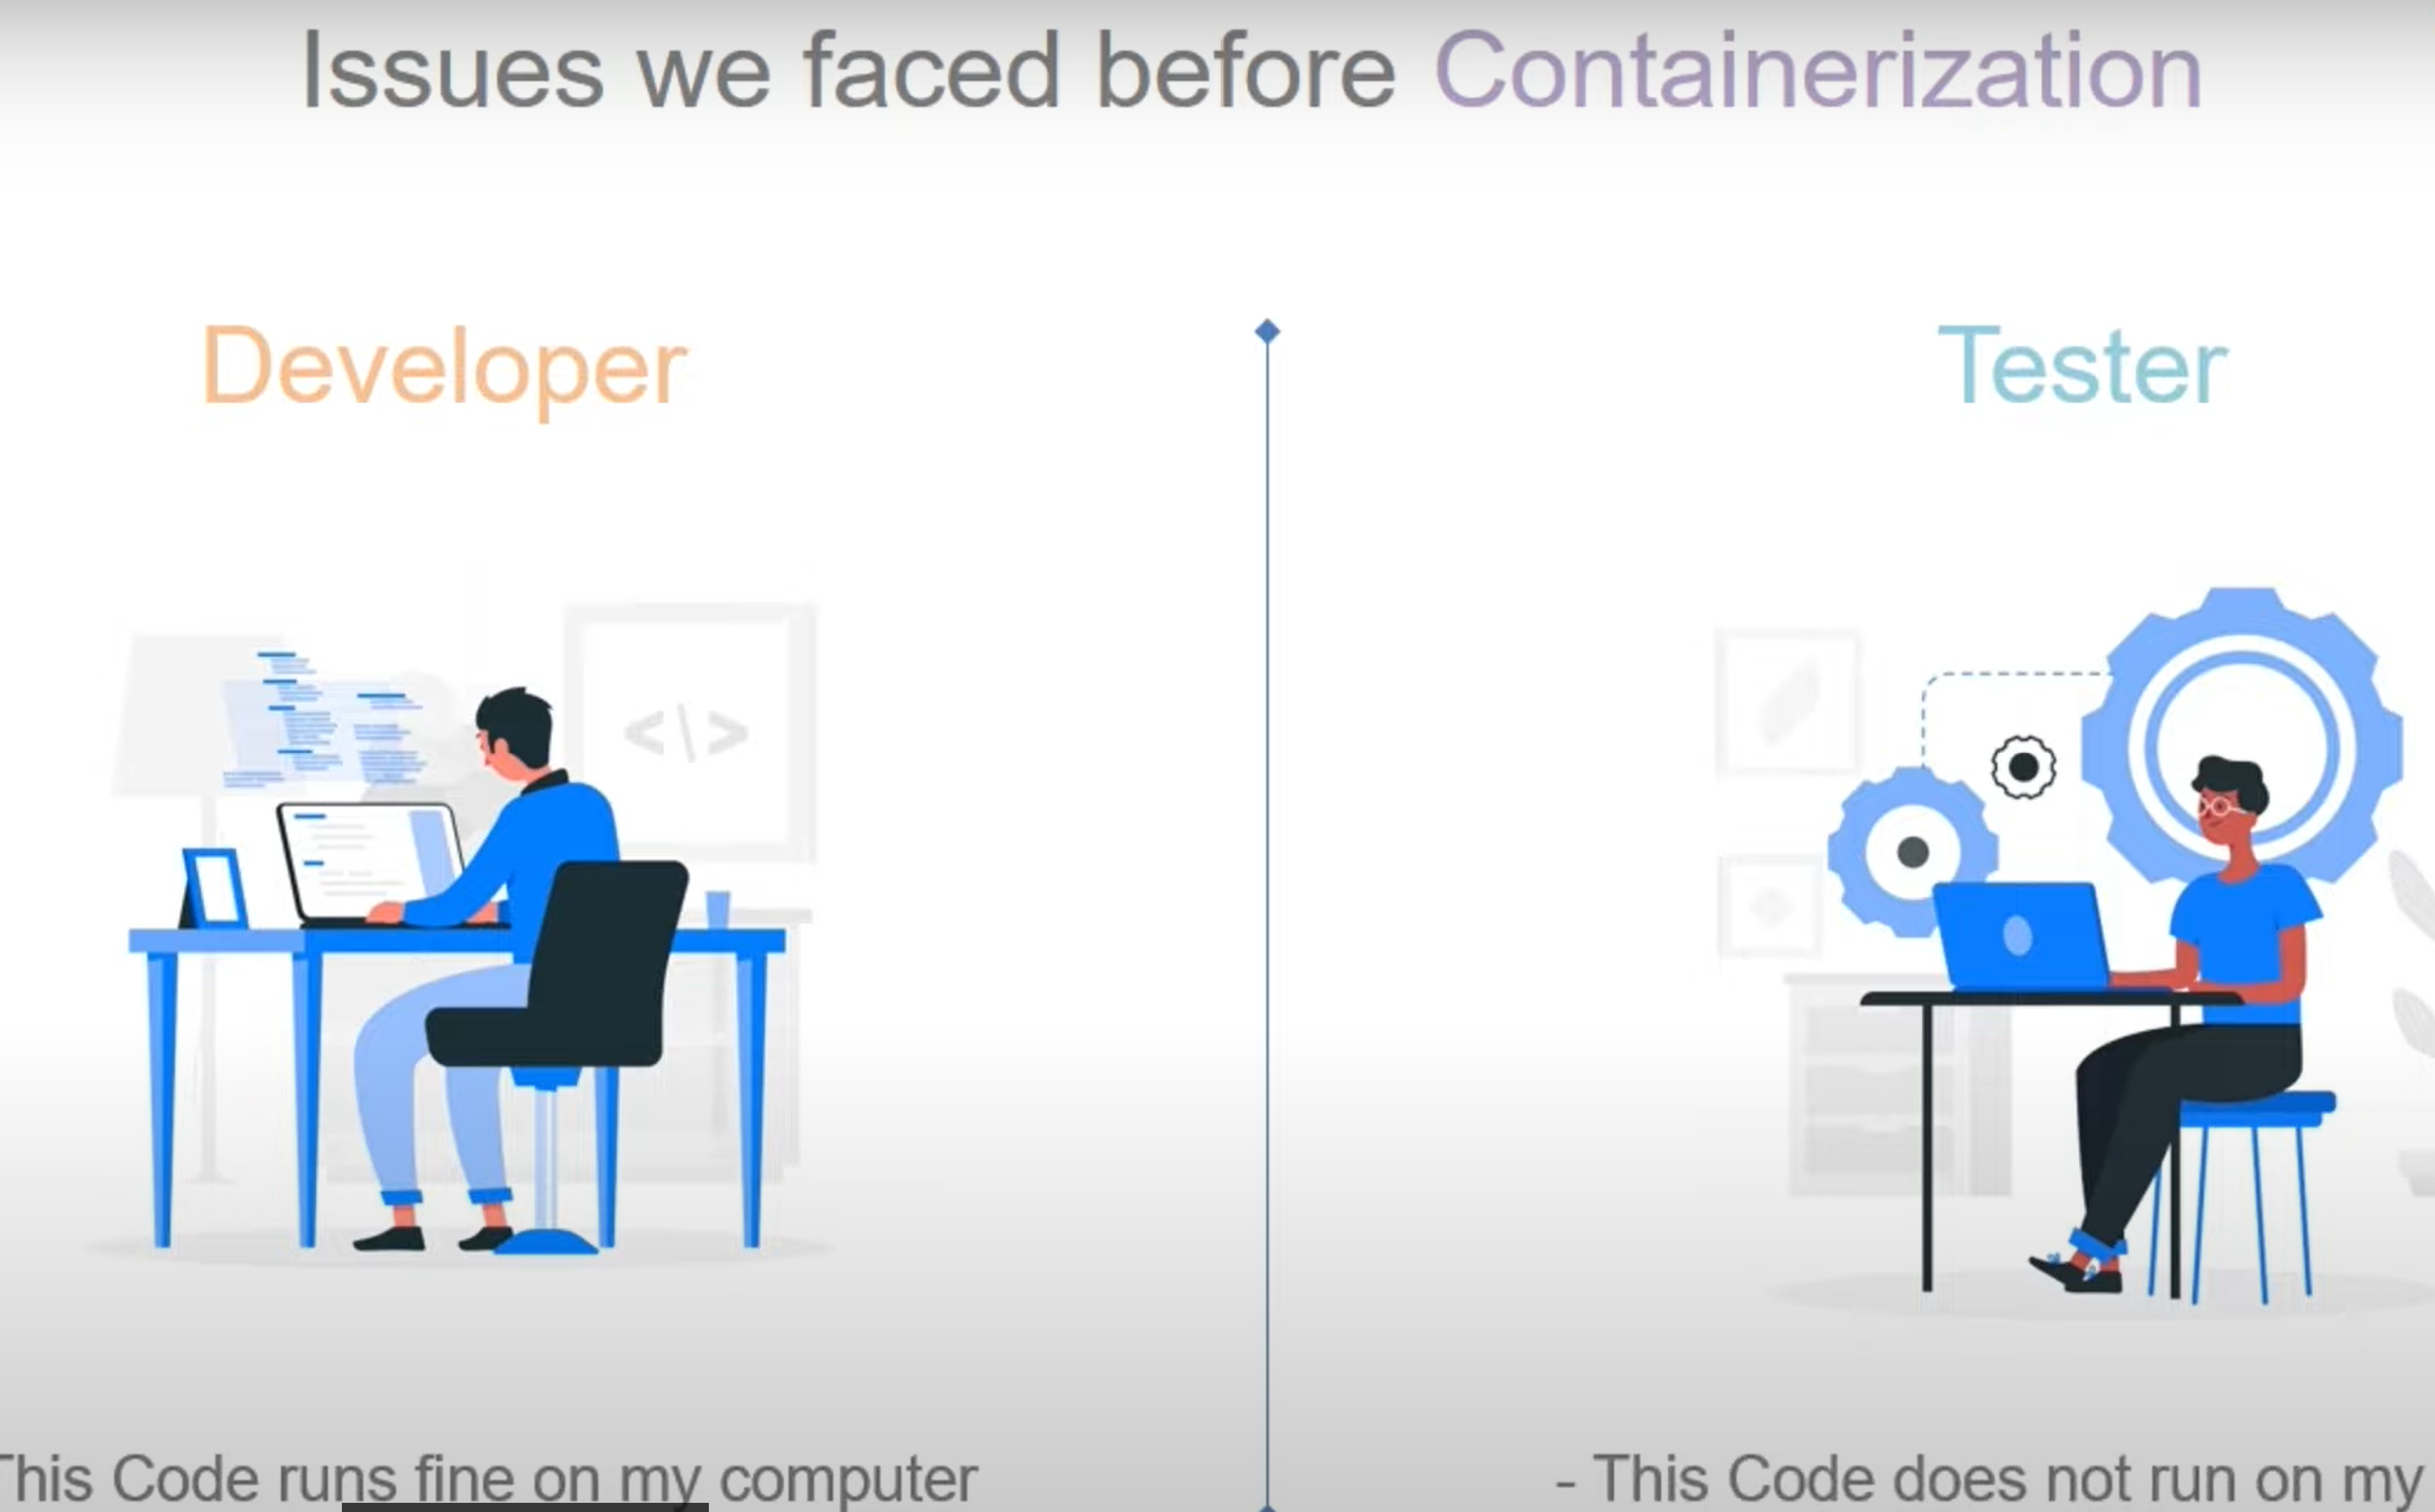 Issues we faced before Containerization
Developer
Tester
<\>
This Code runs fine on my computer
- This Code does not run on my